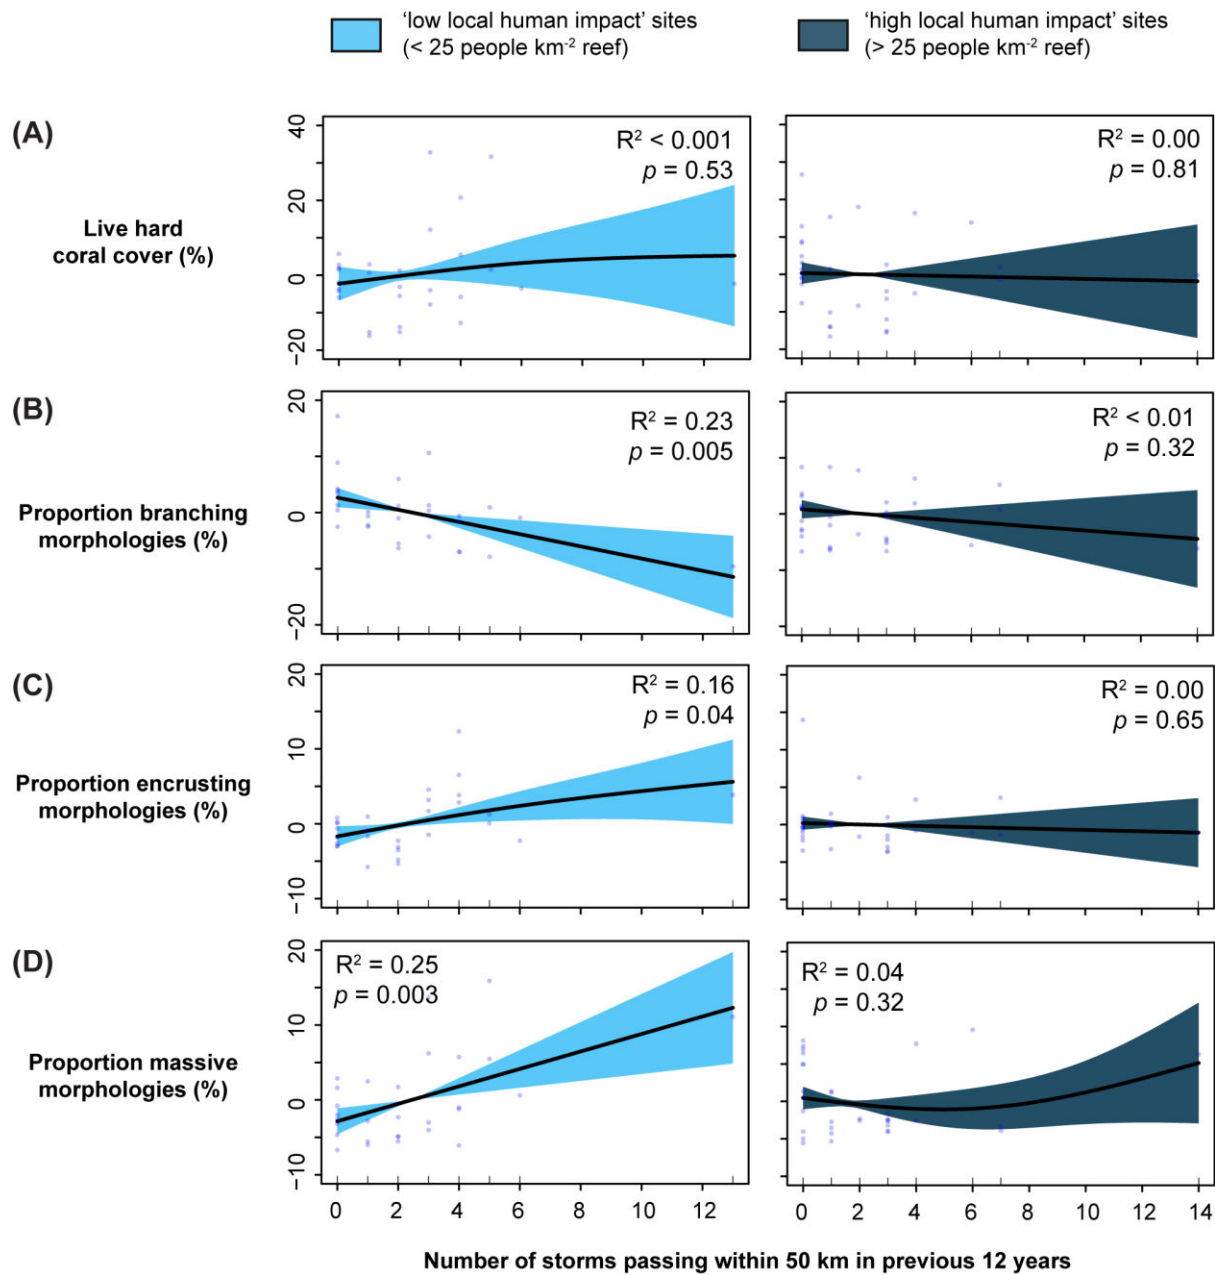 ‘low local human impact’ sites
(< 25 people km-2 reef)
‘high local human impact’ sites
(> 25 people km-2 reef)
(A)
Live hard
coral cover (%)
40
20
0
−20
R2 < 0.001
p = 0.53
R2 = 0.00
p = 0.81
(B)
Proportion branching
morphologies (%)
20
0
−20
R2 = 0.23
p = 0.005
R2 < 0.01
p = 0.32
(C)
Proportion encrusting
morphologies (%)
20
10
0
−10
R2 = 0.16
p = 0.04
R2 = 0.00
p = 0.65
(D)
Proportion massive
morphologies (%)
20
10
0
−10
R2 = 0.25
p = 0.003
R2 = 0.04
p = 0.32
0 2 4 6 8 10 12
0 2 4 6 8 10 12 14
Number of storms passing within 50 km in previous 12 years